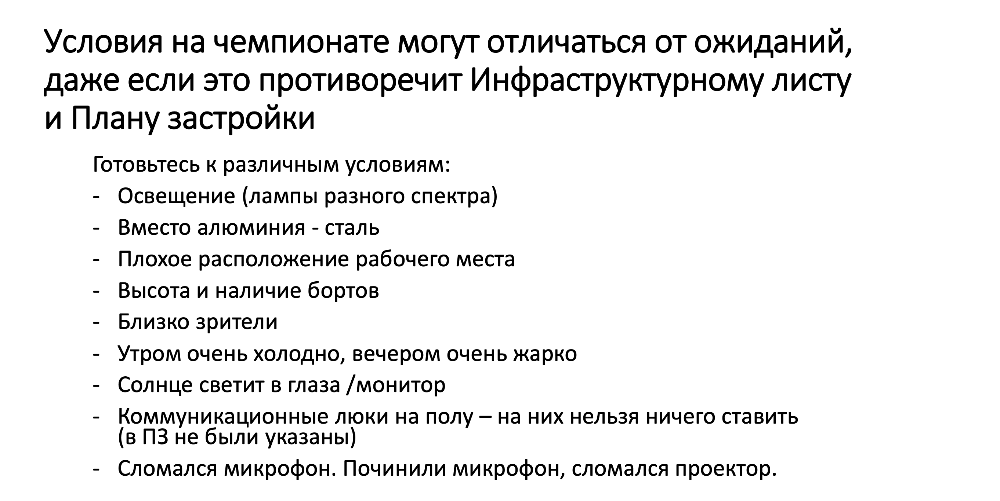 Условия на чемпионате могут отличаться от ожиданий,
даже если это противоречит Инфраструктурному листу
и Плану застройки
Готовьтесь к различным условиям:
- Освещение (лампы разного спектра)
- Вместо алюминия - сталь
- Плохое расположение рабочего места
- Высота и наличие бортов
- Близко зрители
- Утром очень холодно, вечером очень жарко
- Солнце светит в глаза /монитор
- Коммуникационные люки на полу – на них нельзя ничего ставить
(в ПЗ не были указаны)
- Сломался микрофон. Починили микрофон, сломался проектор.